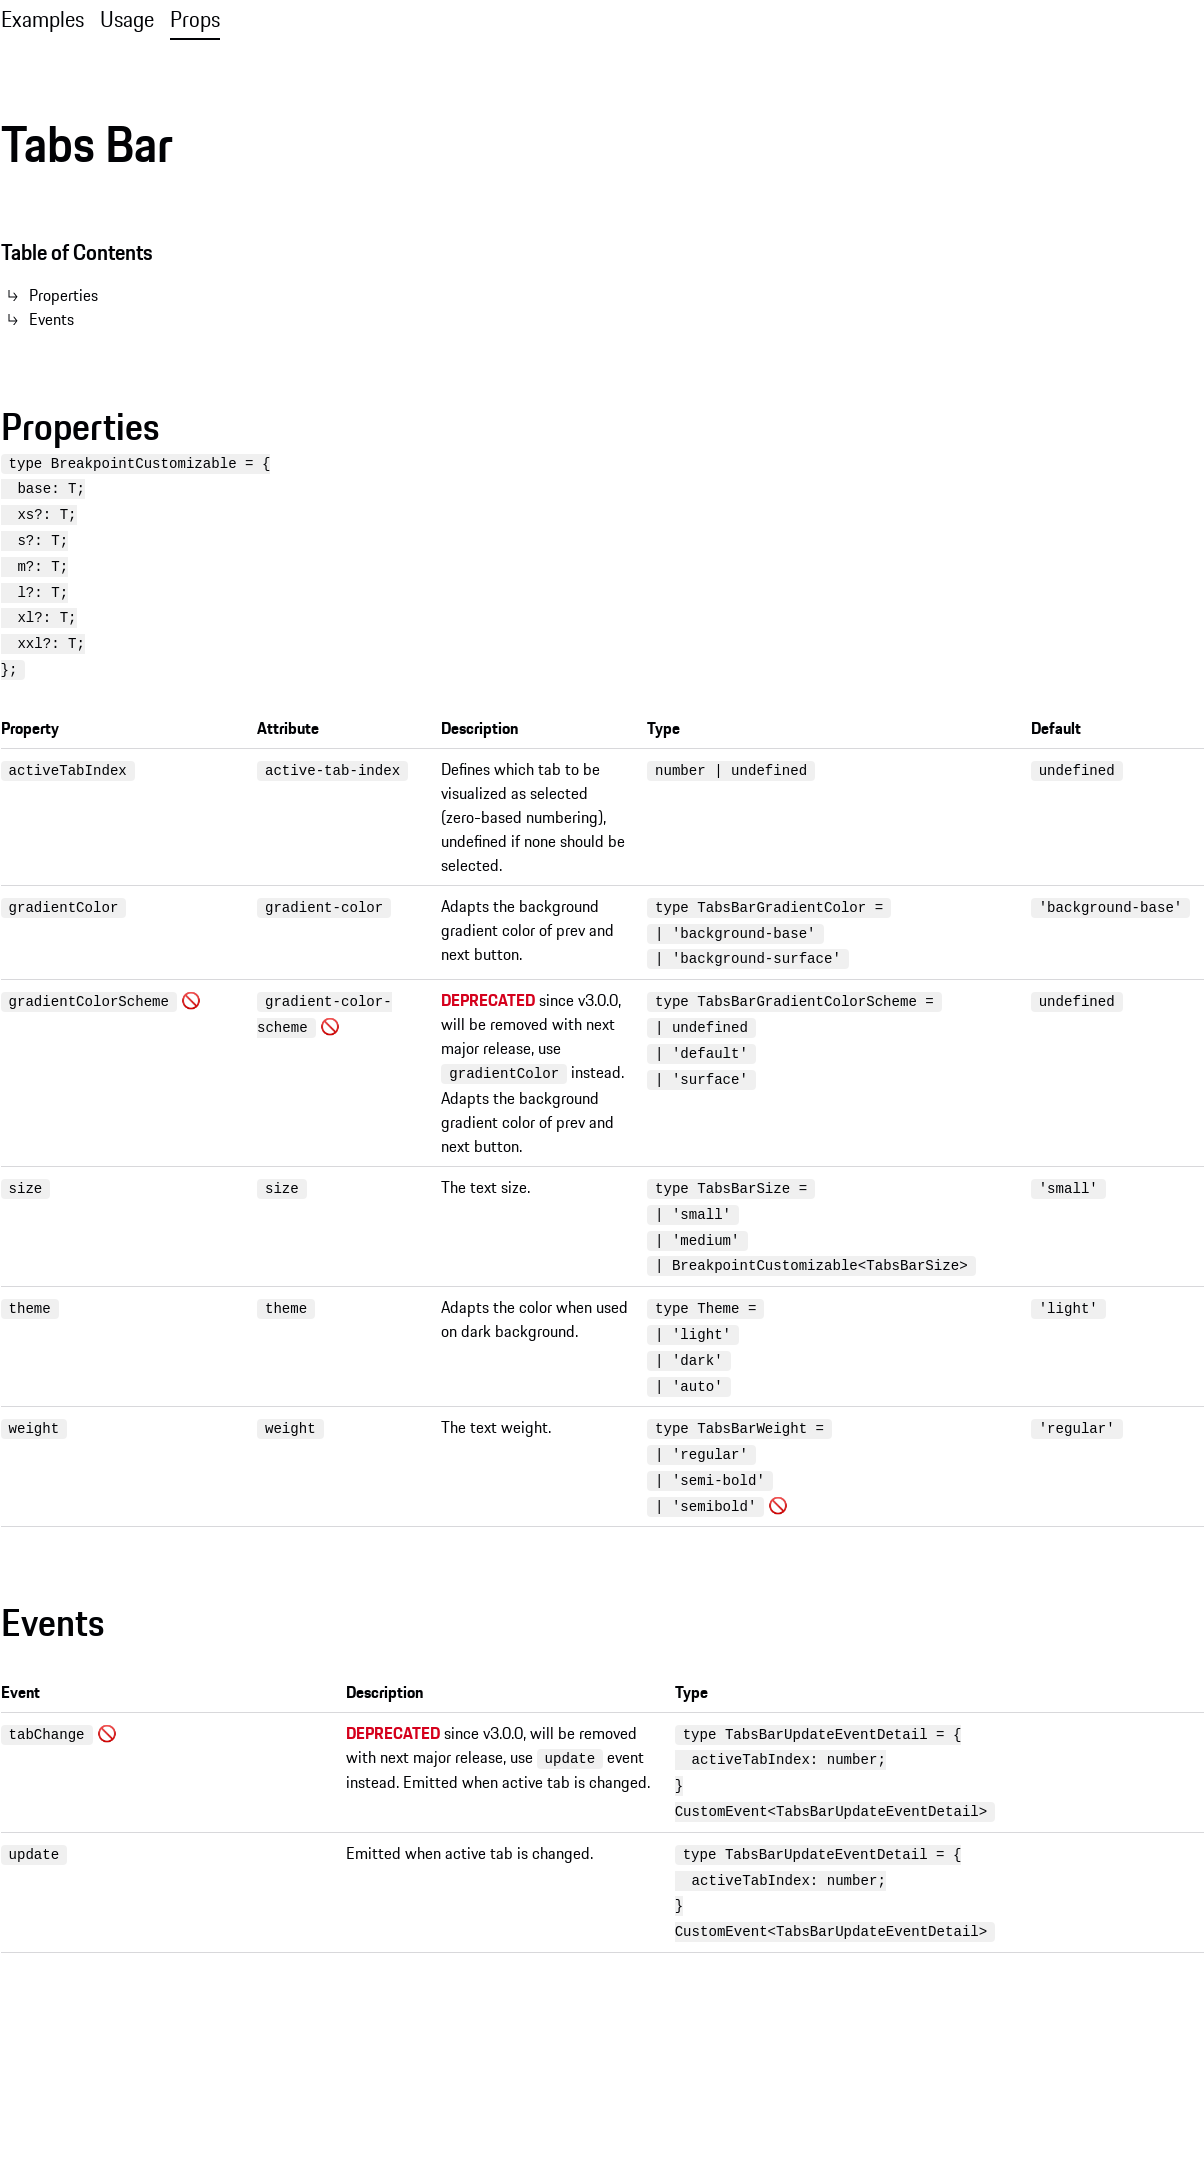 Examples Usage Props
Tabs Bar
Table of Contents
Properties
Events
Properties
type BreakpointCustomizable = {
base: T;
xs?: T;
s?: T;
m?: T;
l?: T;
xl?: T;
xxl?: T;
};
Property Attribute Description Type Default
activeTabIndex active-tab-index Defines which tab to be number | undefined undefined
visualized as selected
(zero-based numbering),
undefined if none should be
selected.
gradientColor gradient-color Adapts the background type TabsBarGradientColor = 'background-base'
gradient color of prev and | 'background-base'
next button. | 'background-surface'
gradientColorScheme 🚫 gradient-color- DEPRECATED since v3.0.0, type TabsBarGradientColorScheme = undefined
scheme 🚫 will be removed with next | undefined
major release, use | 'default'
gradientColor instead. | 'surface'
Adapts the background
gradient color of prev and
next button.
size size The text size. type TabsBarSize = 'small'
| 'small'
| 'medium'
| BreakpointCustomizable<TabsBarSize>
theme theme Adapts the color when used type Theme = 'light'
on dark background. | 'light'
| 'dark'
| 'auto'
weight weight The text weight. type TabsBarWeight = 'regular'
| 'regular'
| 'semi-bold'
| 'semibold' 🚫
Events
Event Description Type
tabChange 🚫 DEPRECATED since v3.0.0, will be removed type TabsBarUpdateEventDetail = {
with next major release, use update event activeTabIndex: number;
instead. Emitted when active tab is changed. }
CustomEvent<TabsBarUpdateEventDetail>
update Emitted when active tab is changed. type TabsBarUpdateEventDetail = {
activeTabIndex: number;
}
CustomEvent<TabsBarUpdateEventDetail>